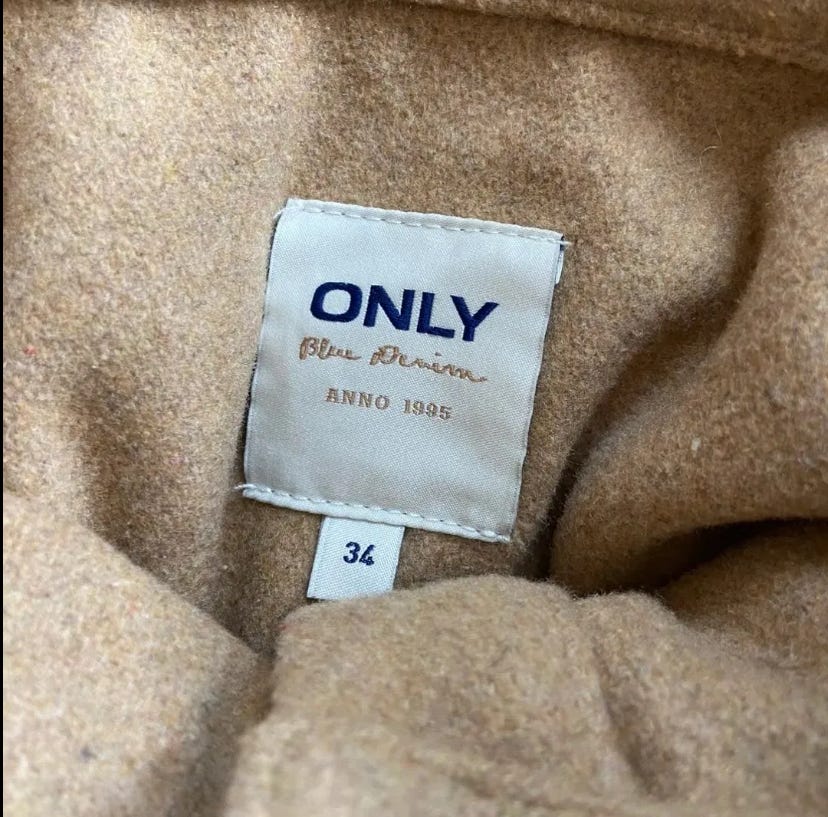 ONLY
Blue Denim
ANNO 1995
34